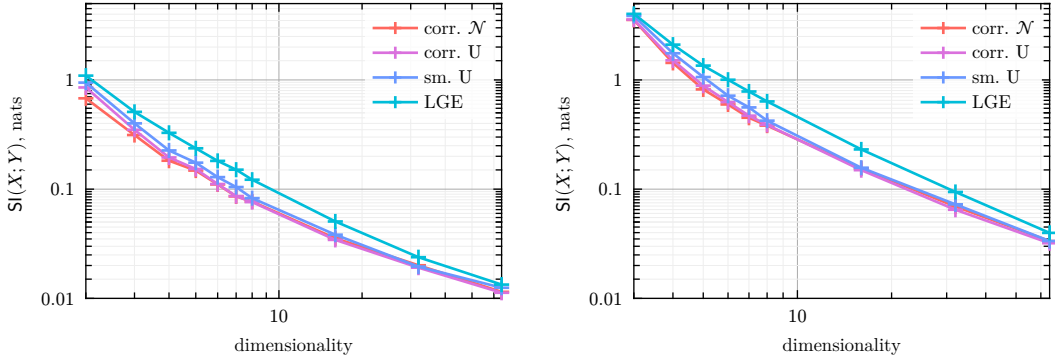 corr. 𝒩
corr. U
sm. U
LGE
1
0.1
0.01
10
SI(X; Y), nats
dimensionality
corr. 𝒩
corr. U
sm. U
LGE
1
0.1
0.01
10
SI(X; Y), nats
dimensionality